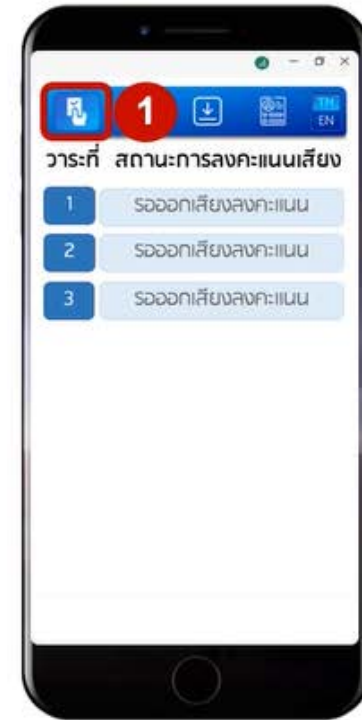 1
TH
EN
วาระที่ สถานะการลงคะแนนเสียง
1 รอออกเสียงลงคะแนน
2 รอออกเสียงลงคะแนน
3 รอออกเสียงลงคะแนน